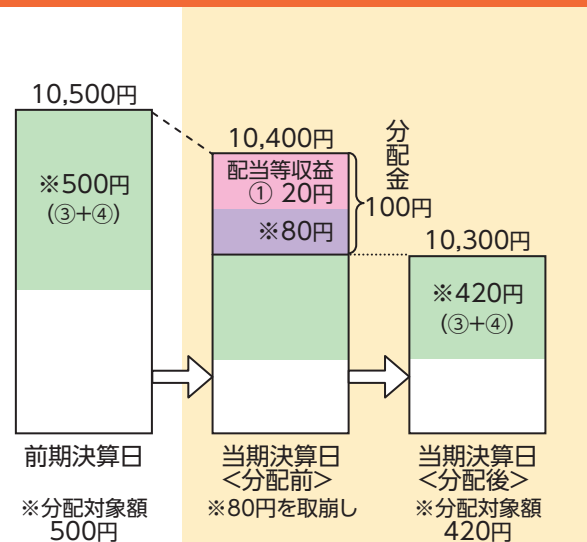 10,500円
※500円
(③+④)
前期決算日
※分配対象額
500円
10,400円
配当等収益
① 20円
※80円
分配金
100円
当期決算日
<分配前>
※80円を取崩し
10,300円
※420円
(③+④)
当期決算日
<分配後>
※分配対象額
420円